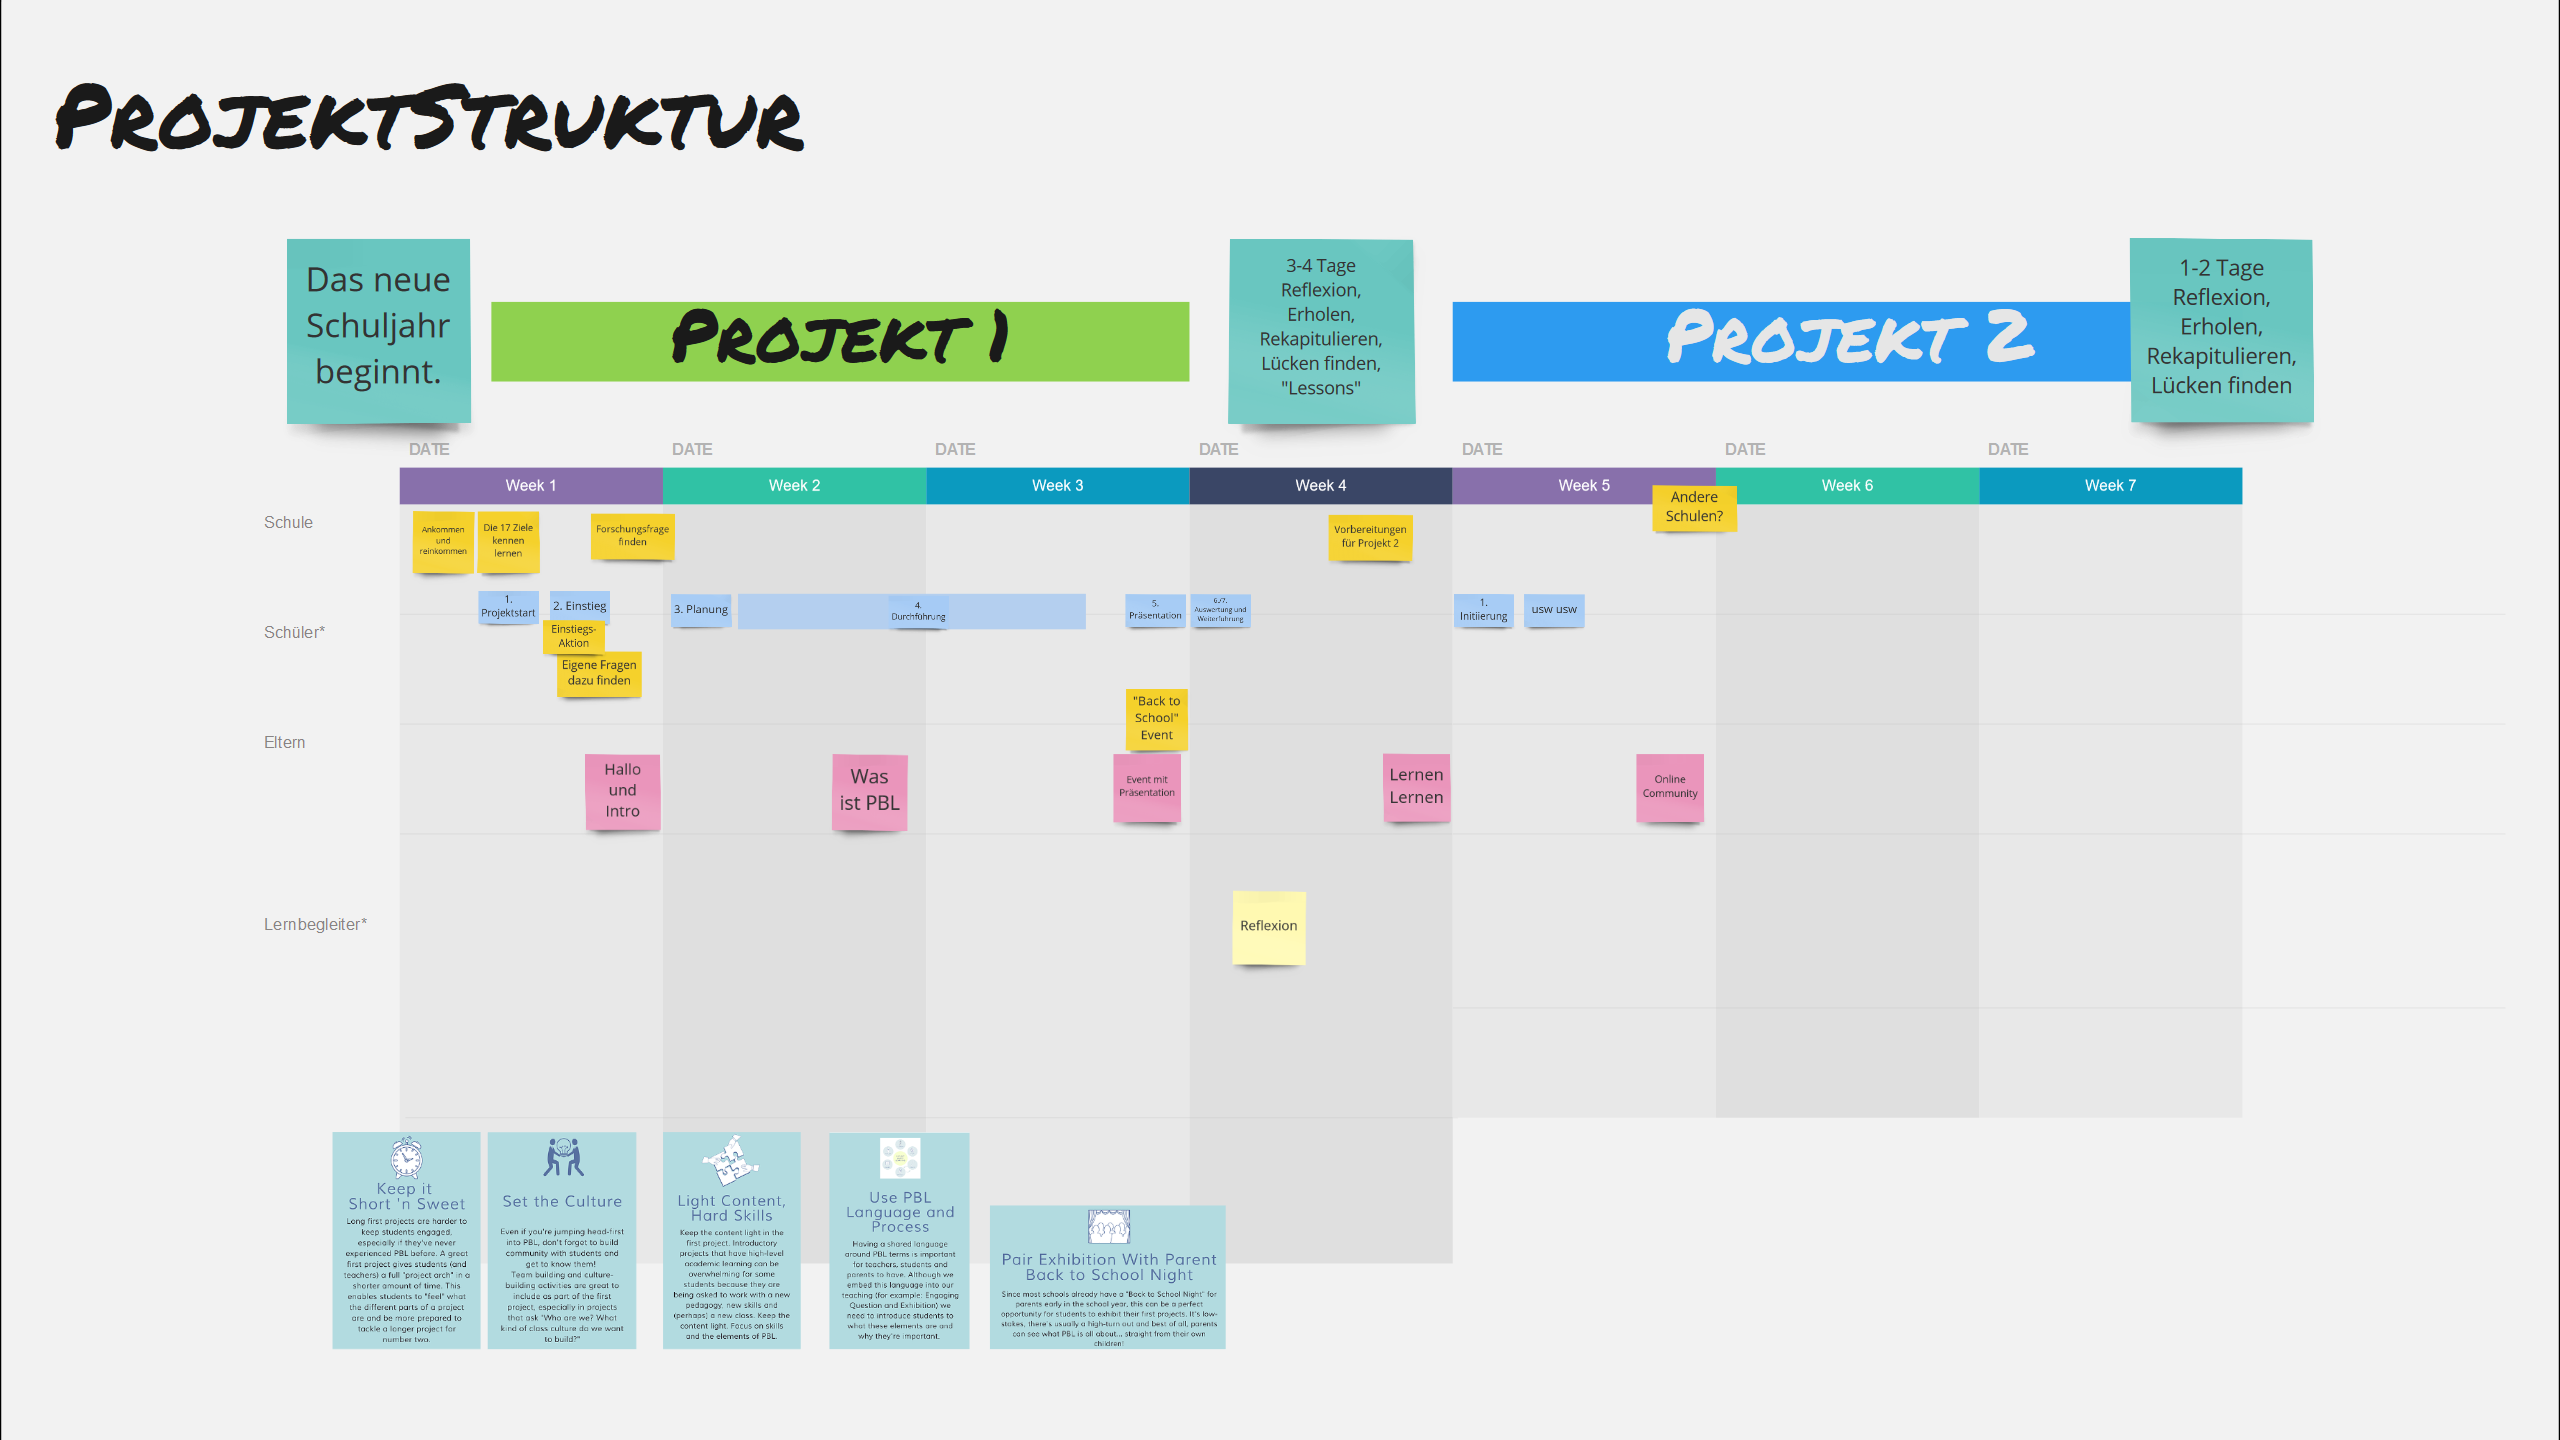 ProjektStruktur
Das neue
Schuljahr
beginnt.
Projekt 1
3-4 Tage
Reflexion,
Erholen,
Rekapitulieren,
Lücken finden,
"Lessons"
Projekt 2
1-2 Tage
Reflexion,
Erholen,
Rekapitulieren,
Lücken finden
DATE DATE DATE DATE DATE DATE DATE
Week 1 Week 2 Week 3 Week 4 Week 5 Week 6 Week 7
Schule
Ankommen
und
reinkommen
Die 17 Ziele
kennen
lernen
Forschungsfrage
finden
Vorbereitungen
für Projekt 2
Andere
Schulen?
Schüler*
1.
Projektstart
2. Einstieg
Einstiegs-
Aktion
Eigene Fragen
dazu finden
3. Planung
4.
Durchführung
5.
Präsentation
6./7.
Auswertung und
Weiterführung
1.
Initiierung
usw usw
"Back to
School"
Event
Eltern
Hallo
und
Intro
Was
ist PBL
Event mit
Präsentation
Lernen
Lernen
Online
Community
Lernbegleiter*
Reflexion
Keep it
Short 'n Sweet
Long first projects are harder to
keep students engaged,
especially if they've never
experienced PBL before. A great
first project gives students (and
teachers) a full "project arch" in a
shorter amount of time. This
enables students to "feel" what
the different parts of a project
are and be more prepared to
tackle a longer project for
number two.
Set the Culture
Even if you're jumping head-first
into PBL, don't forget to build
community with students and
get to know them!
Team building and culture-
building activities are great to
include as part of the first
project, especially in projects
that ask "Who are we? What
kind of class culture do we want
to build?"
Light Content,
Hard Skills
Keep the content light in the
first project. Introductory
projects that have high-level
academic learning can be
overwhelming for some
students because they are
being asked to work with a new
pedagogy, new skills and
(perhaps) a new class. Keep the
content light. Focus on skills
and the elements of PBL.
Use PBL
Language and
Process
Having a shared language
around PBL terms is important
for teachers, students and
parents to have. Although we
embed this language into our
teaching (for example: Engaging
Question and Exhibition) we
need to introduce students to
what these elements are and
why they're important.
Pair Exhibition With Parent
Back to School Night
Since most schools already have a "Back to School Night" for
parents early in the school year, this can be a perfect
opportunity for students to exhibit their first projects. It's low-
stakes, there's usually a high-turn out and best of all, parents
can see what PBL is all about... straight from their own
children!